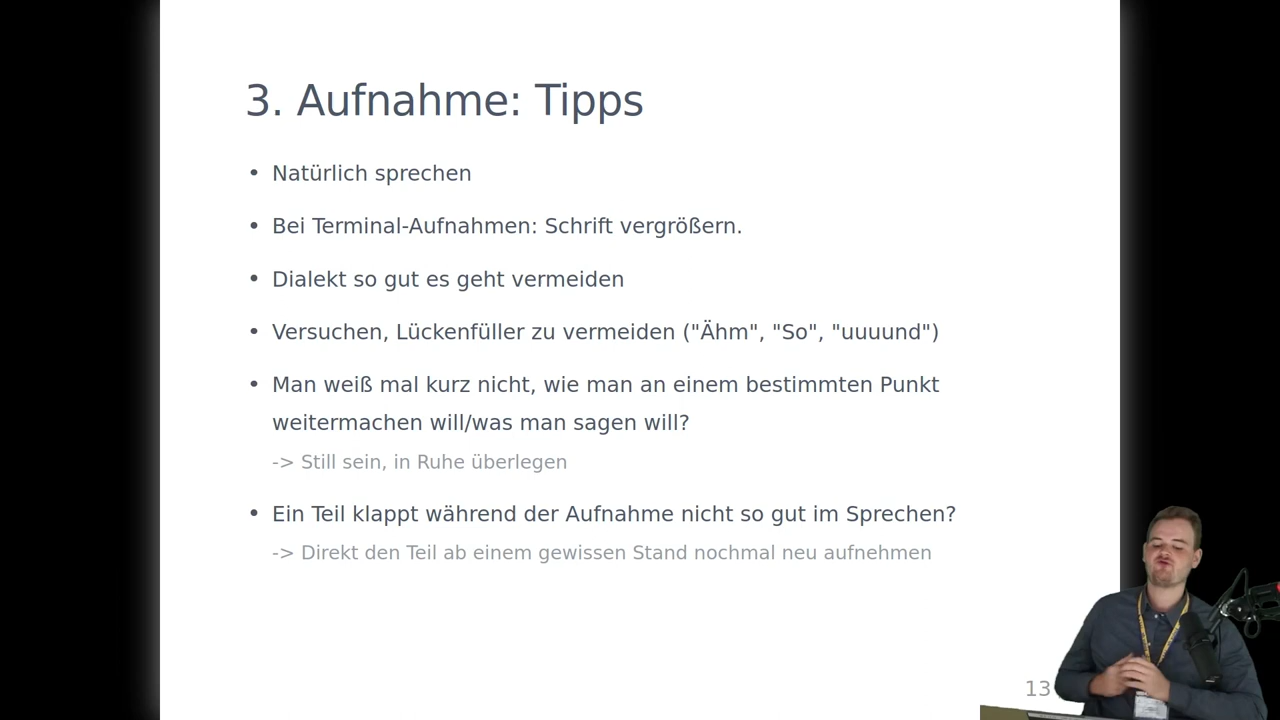 3. Aufnahme: Tipps
• Natürlich sprechen
• Bei Terminal-Aufnahmen: Schrift vergrößern.
• Dialekt so gut es geht vermeiden
• Versuchen, Lückenfüller zu vermeiden ("Ähm", "So", "uuuund")
• Man weiß mal kurz nicht, wie man an einem bestimmten Punkt
weitermachen will/was man sagen will?
-> Still sein, in Ruhe überlegen
• Ein Teil klappt während der Aufnahme nicht so gut im Sprechen?
-> Direkt den Teil ab einem gewissen Stand nochmal neu aufnehmen
13